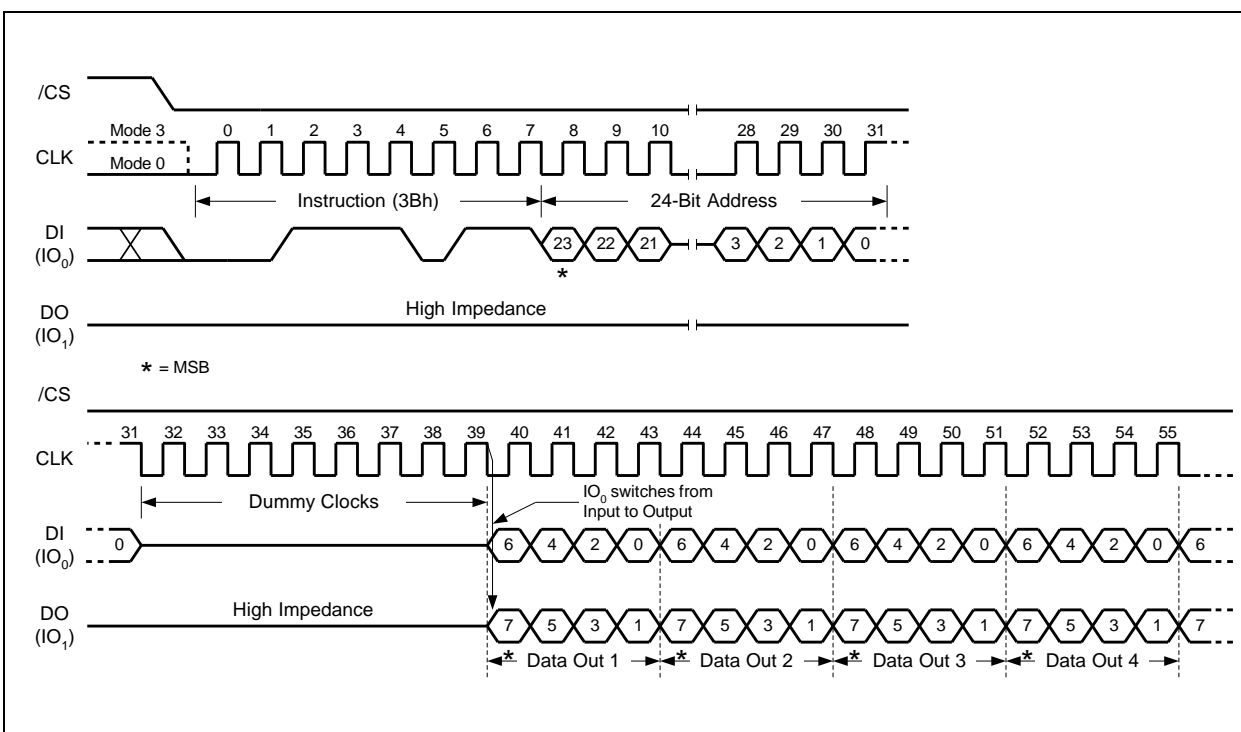 /CS
Mode 3 0 1 2 3 4 5 6 7 8 9 10 28 29 30 31
CLK
Mode 0
Instruction (3Bh) 24-Bit Address
DI
(IO0)
23 22 21 3 2 1 0
*
High Impedance
DO
(IO1)
* = MSB
/CS
31 32 33 34 35 36 37 38 39 40 41 42 43 44 45 46 47 48 49 50 51 52 53 54 55
CLK
Dummy Clocks
IO0 switches from
Input to Output
DI
(IO0)
0 6 4 2 0 6 4 2 0 6 4 2 0 6 4 2 0 6
High Impedance
DO
(IO1)
7 5 3 1 7 5 3 1 7 5 3 1 7 5 3 1 7
* Data Out 1 * Data Out 2 * Data Out 3 * Data Out 4